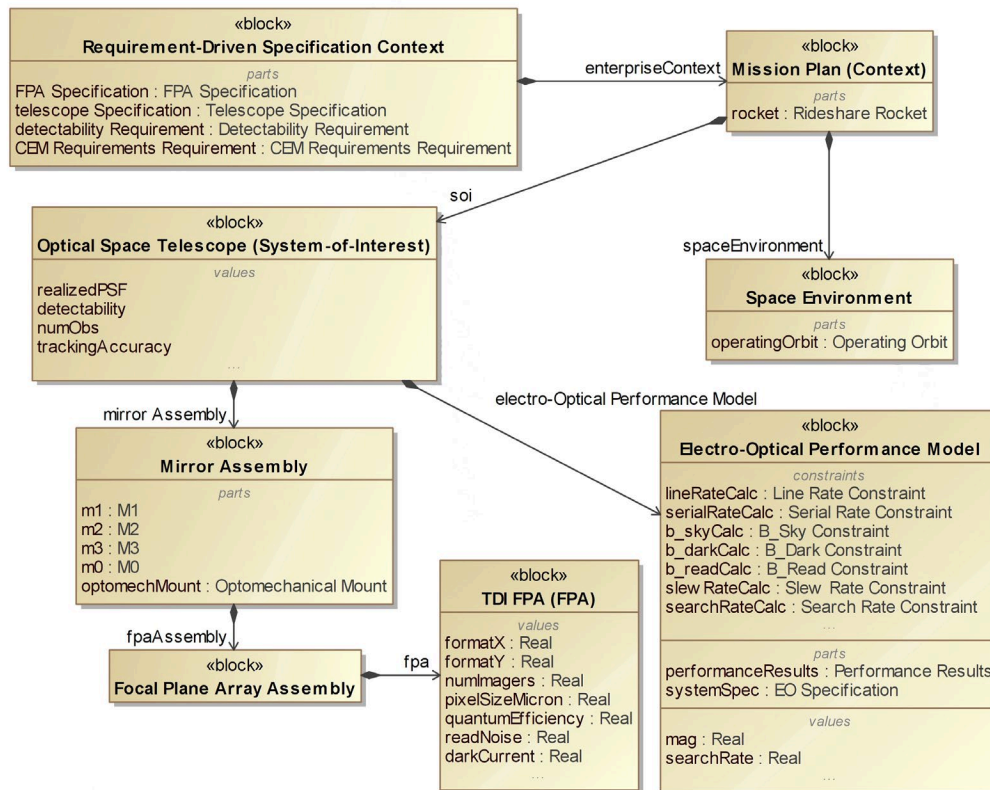 «block»
Requirement-Driven Specification Context
parts
FPA Specification : FPA Specification
telescope Specification : Telescope Specification
detectability Requirement : Detectability Requirement
CEM Requirements Requirement : CEM Requirements Requirement
enterpriseContext
«block»
Mission Plan (Context)
parts
rocket : Rideshare Rocket
soi
«block»
Optical Space Telescope (System-of-Interest)
values
realizedPSF
detectability
numObs
trackingAccuracy
...
spaceEnvironment
«block»
Space Environment
parts
operatingOrbit : Operating Orbit
mirror Assembly
electro-Optical Performance Model
«block»
Mirror Assembly
parts
m1 : M1
m2 : M2
m3 : M3
m0 : M0
optomechMount : Optomechanical Mount
fpaAssembly
«block»
Focal Plane Array Assembly
fpa
«block»
TDI FPA (FPA)
values
formatX : Real
formatY : Real
numImagers : Real
pixelSizeMicron : Real
quantumEfficiency : Real
readNoise : Real
darkCurrent : Real
...
«block»
Electro-Optical Performance Model
constraints
lineRateCalc : Line Rate Constraint
serialRateCalc : Serial Rate Constraint
b_skyCalc : B_Sky Constraint
b_darkCalc : B_Dark Constraint
b_readCalc : B_Read Constraint
slew RateCalc : Slew Rate Constraint
searchRateCalc : Search Rate Constraint
...
parts
performanceResults : Performance Results
systemSpec : EO Specification
values
mag : Real
searchRate : Real
...